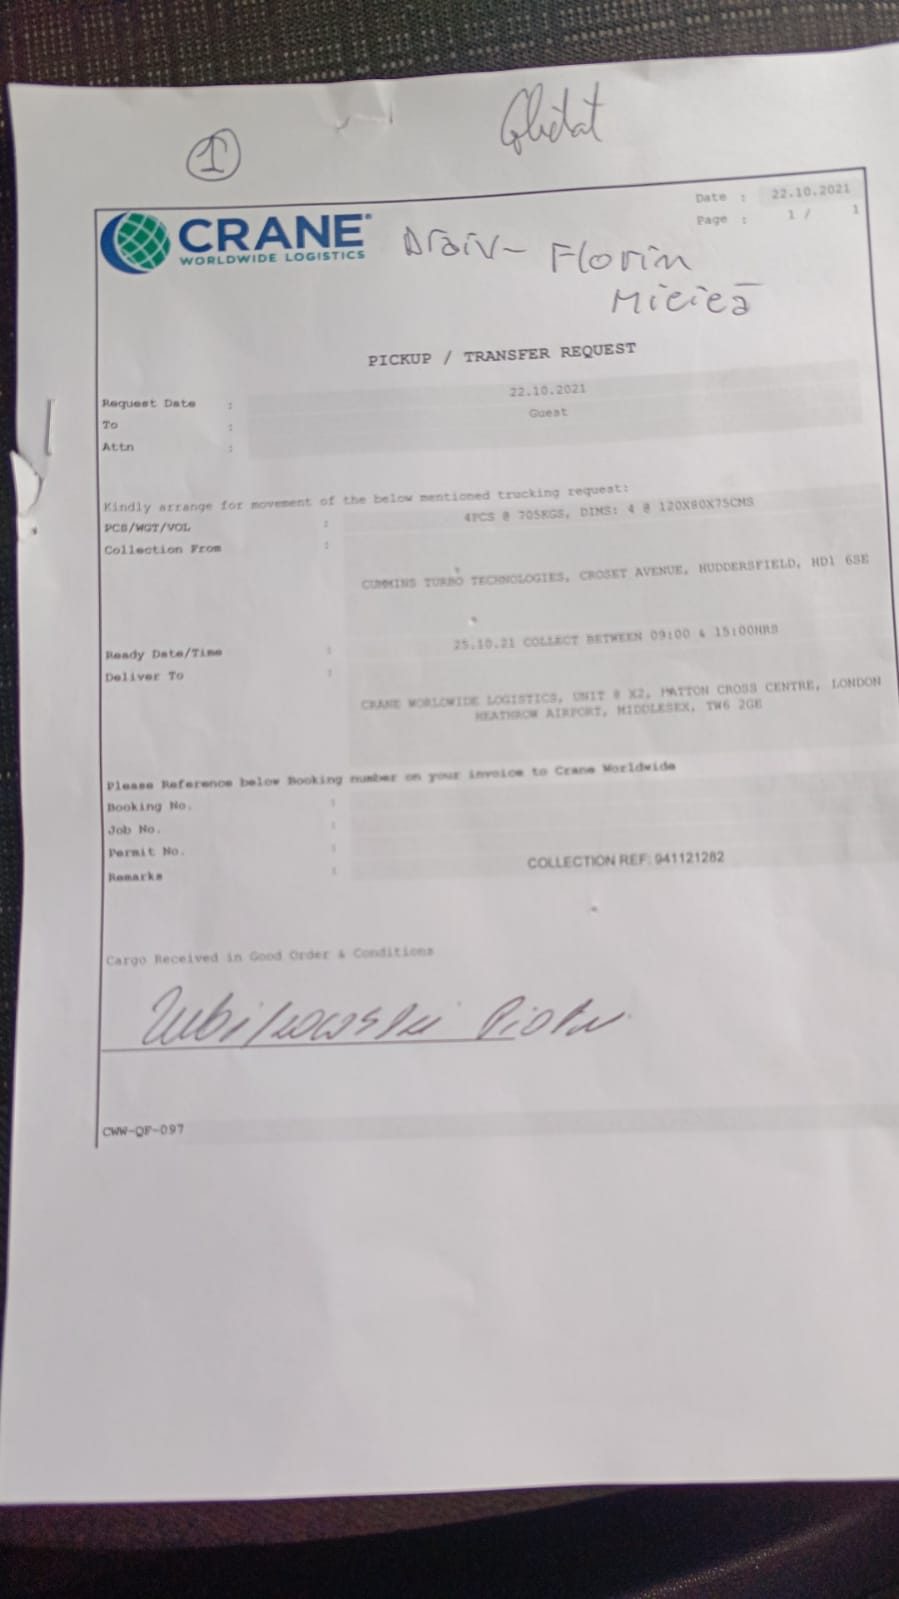 1
Date : 22.10.2021
Page : 1 / 1
CRANE
WORLDWIDE LOGISTICS
Florin
PICKUP / TRANSFER REQUEST
Request Date : 22.10.2021
To : Guest
Attn :
Kindly arrange for movement of the below mentioned trucking request:
PCS/WGT/VOL : 4PCS @ 705KGS, DIMS: 4 @ 120X80X75CMS
Collection From :
CUMMINS TURBO TECHNOLOGIES, CROSET AVENUE, HUDDERSFIELD, HD1 6SE
Ready Date/Time : 25.10.21 COLLECT BETWEEN 09:00 & 15:00HRS
Deliver To :
CRANE WORLDWIDE LOGISTICS, UNIT 8 X2, HATTON CROSS CENTRE, LONDON
HEATHROW AIRPORT, MIDDLESEX, TW6 2GE
Please Reference below Booking number on your invoice to Crane Worldwide
Booking No. :
Job No. :
Permit No. :
Remarks : COLLECTION REF: 941121282
Cargo Received in Good Order & Conditions
CWW-QF-097